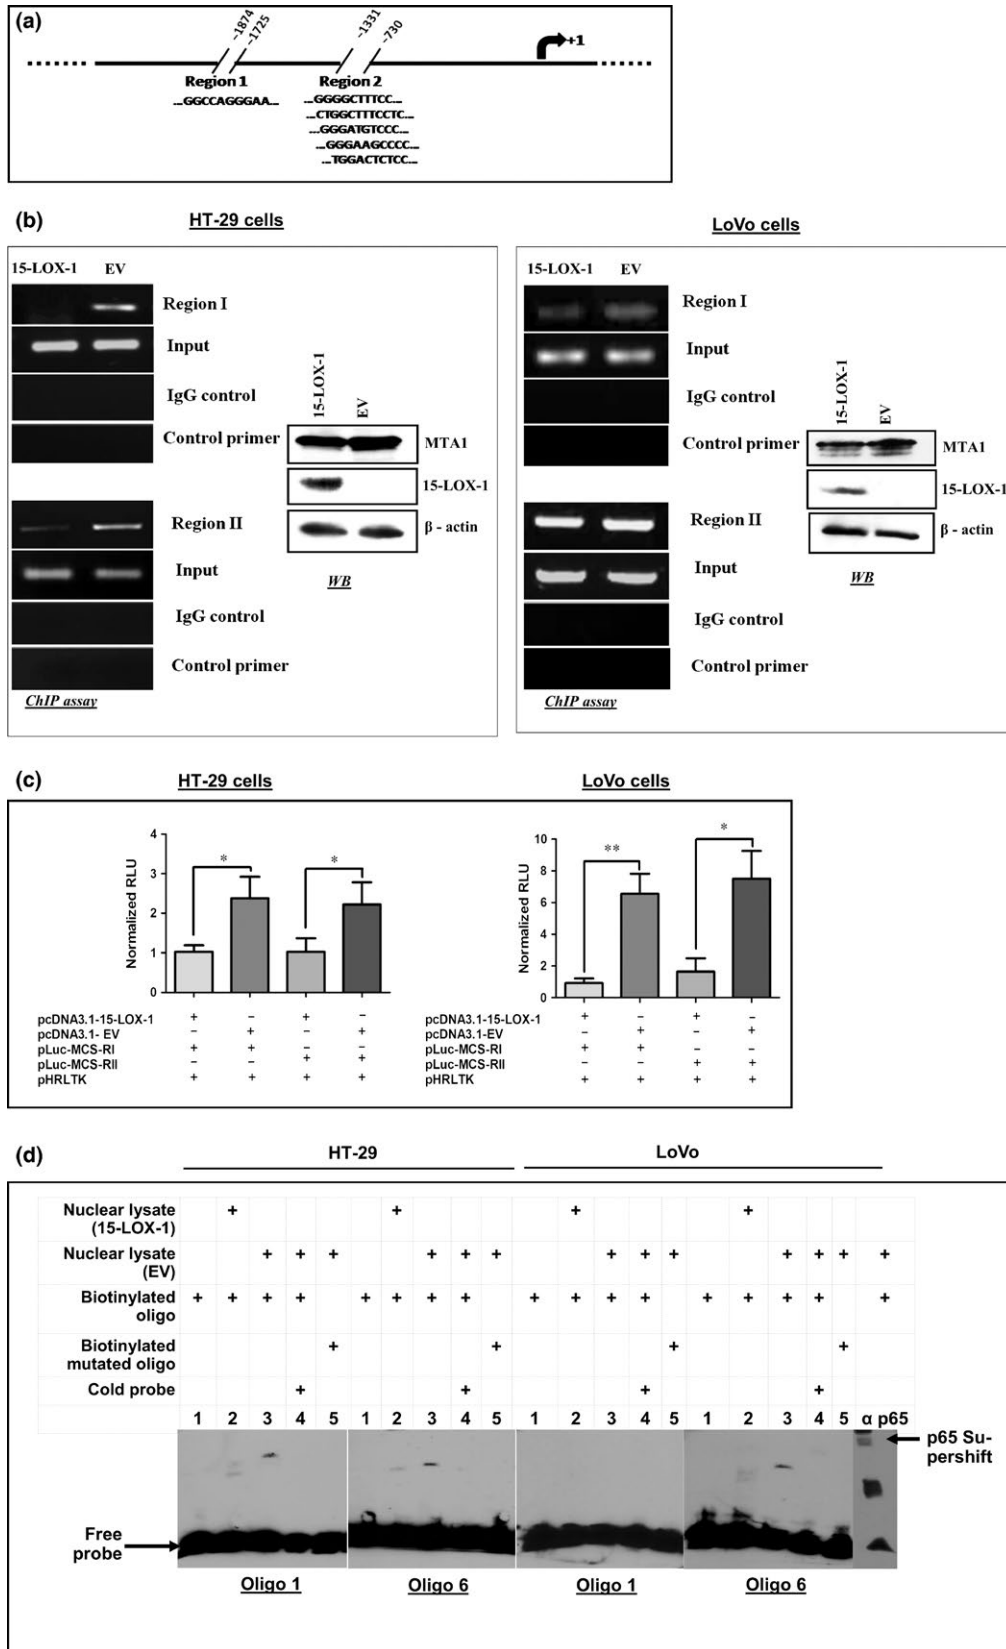 (a)
-1874
-1725
-1331
-730
+1
Region 1
Region 2
...GGCCAGGGAA...
...GGGGCTTTCC...
...CTGGCTTTCCTC...
...GGGATGTCCC...
...GGGAAGCCCC...
...TGGACTCTCC...
(b)
HT-29 cells
LoVo cells
15-LOX-1 EV
Region I
Input
IgG control
Control primer
Region II
Input
IgG control
Control primer
ChIP assay
15-LOX-1
EV
MTA1
15-LOX-1
β - actin
WB
15-LOX-1 EV
Region I
Input
IgG control
Control primer
Region II
Input
IgG control
Control primer
ChIP assay
15-LOX-1
EV
MTA1
15-LOX-1
β - actin
WB
(c)
HT-29 cells
LoVo cells
Normalized RLU
4
3
2
1
0
* *
pcDNA3.1-15-LOX-1 + – + –
pcDNA3.1- EV – + – +
pLuc-MCS-RI + + – –
pLuc-MCS-RII – – + +
pHRLTK + + + +
Normalized RLU
10
8
6
4
2
0
** *
pcDNA3.1-15-LOX-1 + – + –
pcDNA3.1-EV – + – +
pLuc-MCS-RI + + – –
pLuc-MCS-RII – – + +
pHRLTK + + + +
(d)
HT-29
LoVo
Nuclear lysate
(15-LOX-1)
+ + + +
Nuclear lysate
(EV)
+ + + + + + + + + + + + +
Biotinylated
oligo
+ + + + + + + + + + + + + + + + +
Biotinylated
mutated oligo
+ + + +
Cold probe + + + +
1 2 3 4 5 1 2 3 4 5 1 2 3 4 5 1 2 3 4 5 α p65
p65 Su-
pershift
Free
probe
Oligo 1
Oligo 6
Oligo 1
Oligo 6